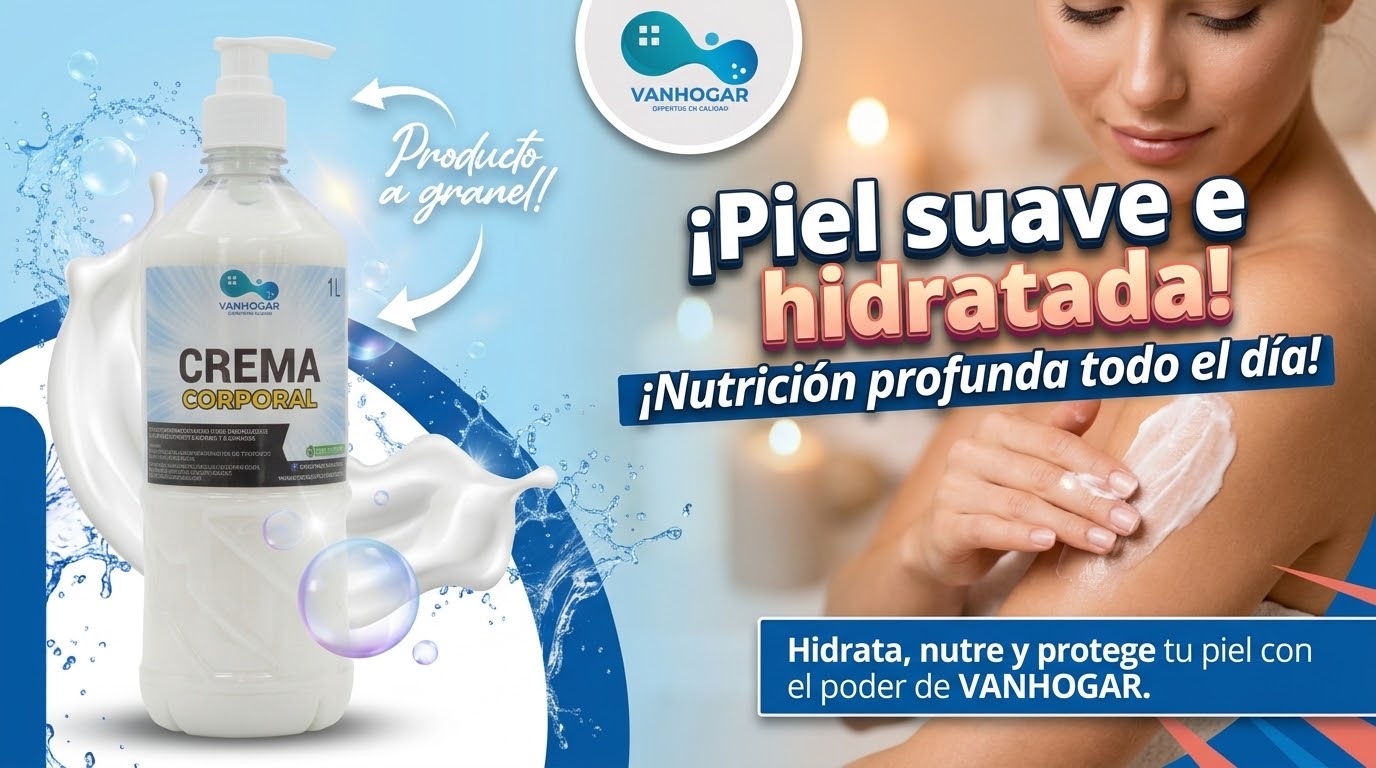 VANHOGAR
Producto
a granel!!
¡Piel suave e
hidratada!
¡Nutrición profunda todo el día!
VANHOGAR
1L
CREMA
CORPORAL
Hidrata, nutre y protege tu piel con
el poder de VANHOGAR.